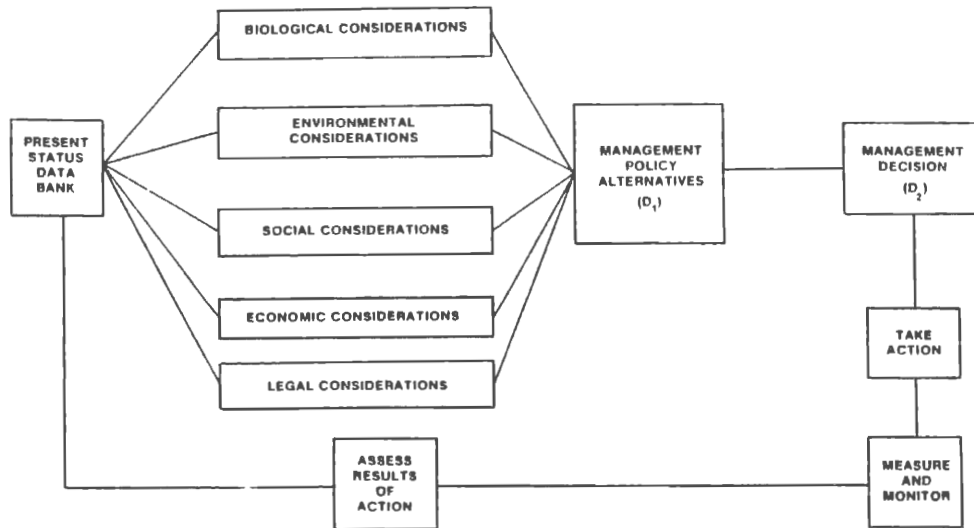 PRESENT
STATUS
DATA
BANK
BIOLOGICAL CONSIDERATIONS
ENVIRONMENTAL
CONSIDERATIONS
SOCIAL CONSIDERATIONS
ECONOMIC CONSIDERATIONS
LEGAL CONSIDERATIONS
MANAGEMENT
POLICY
ALTERNATIVES
(D₁)
MANAGEMENT
DECISION
(D₂)
TAKE
ACTION
MEASURE
AND
MONITOR
ASSESS
RESULTS
OF
ACTION